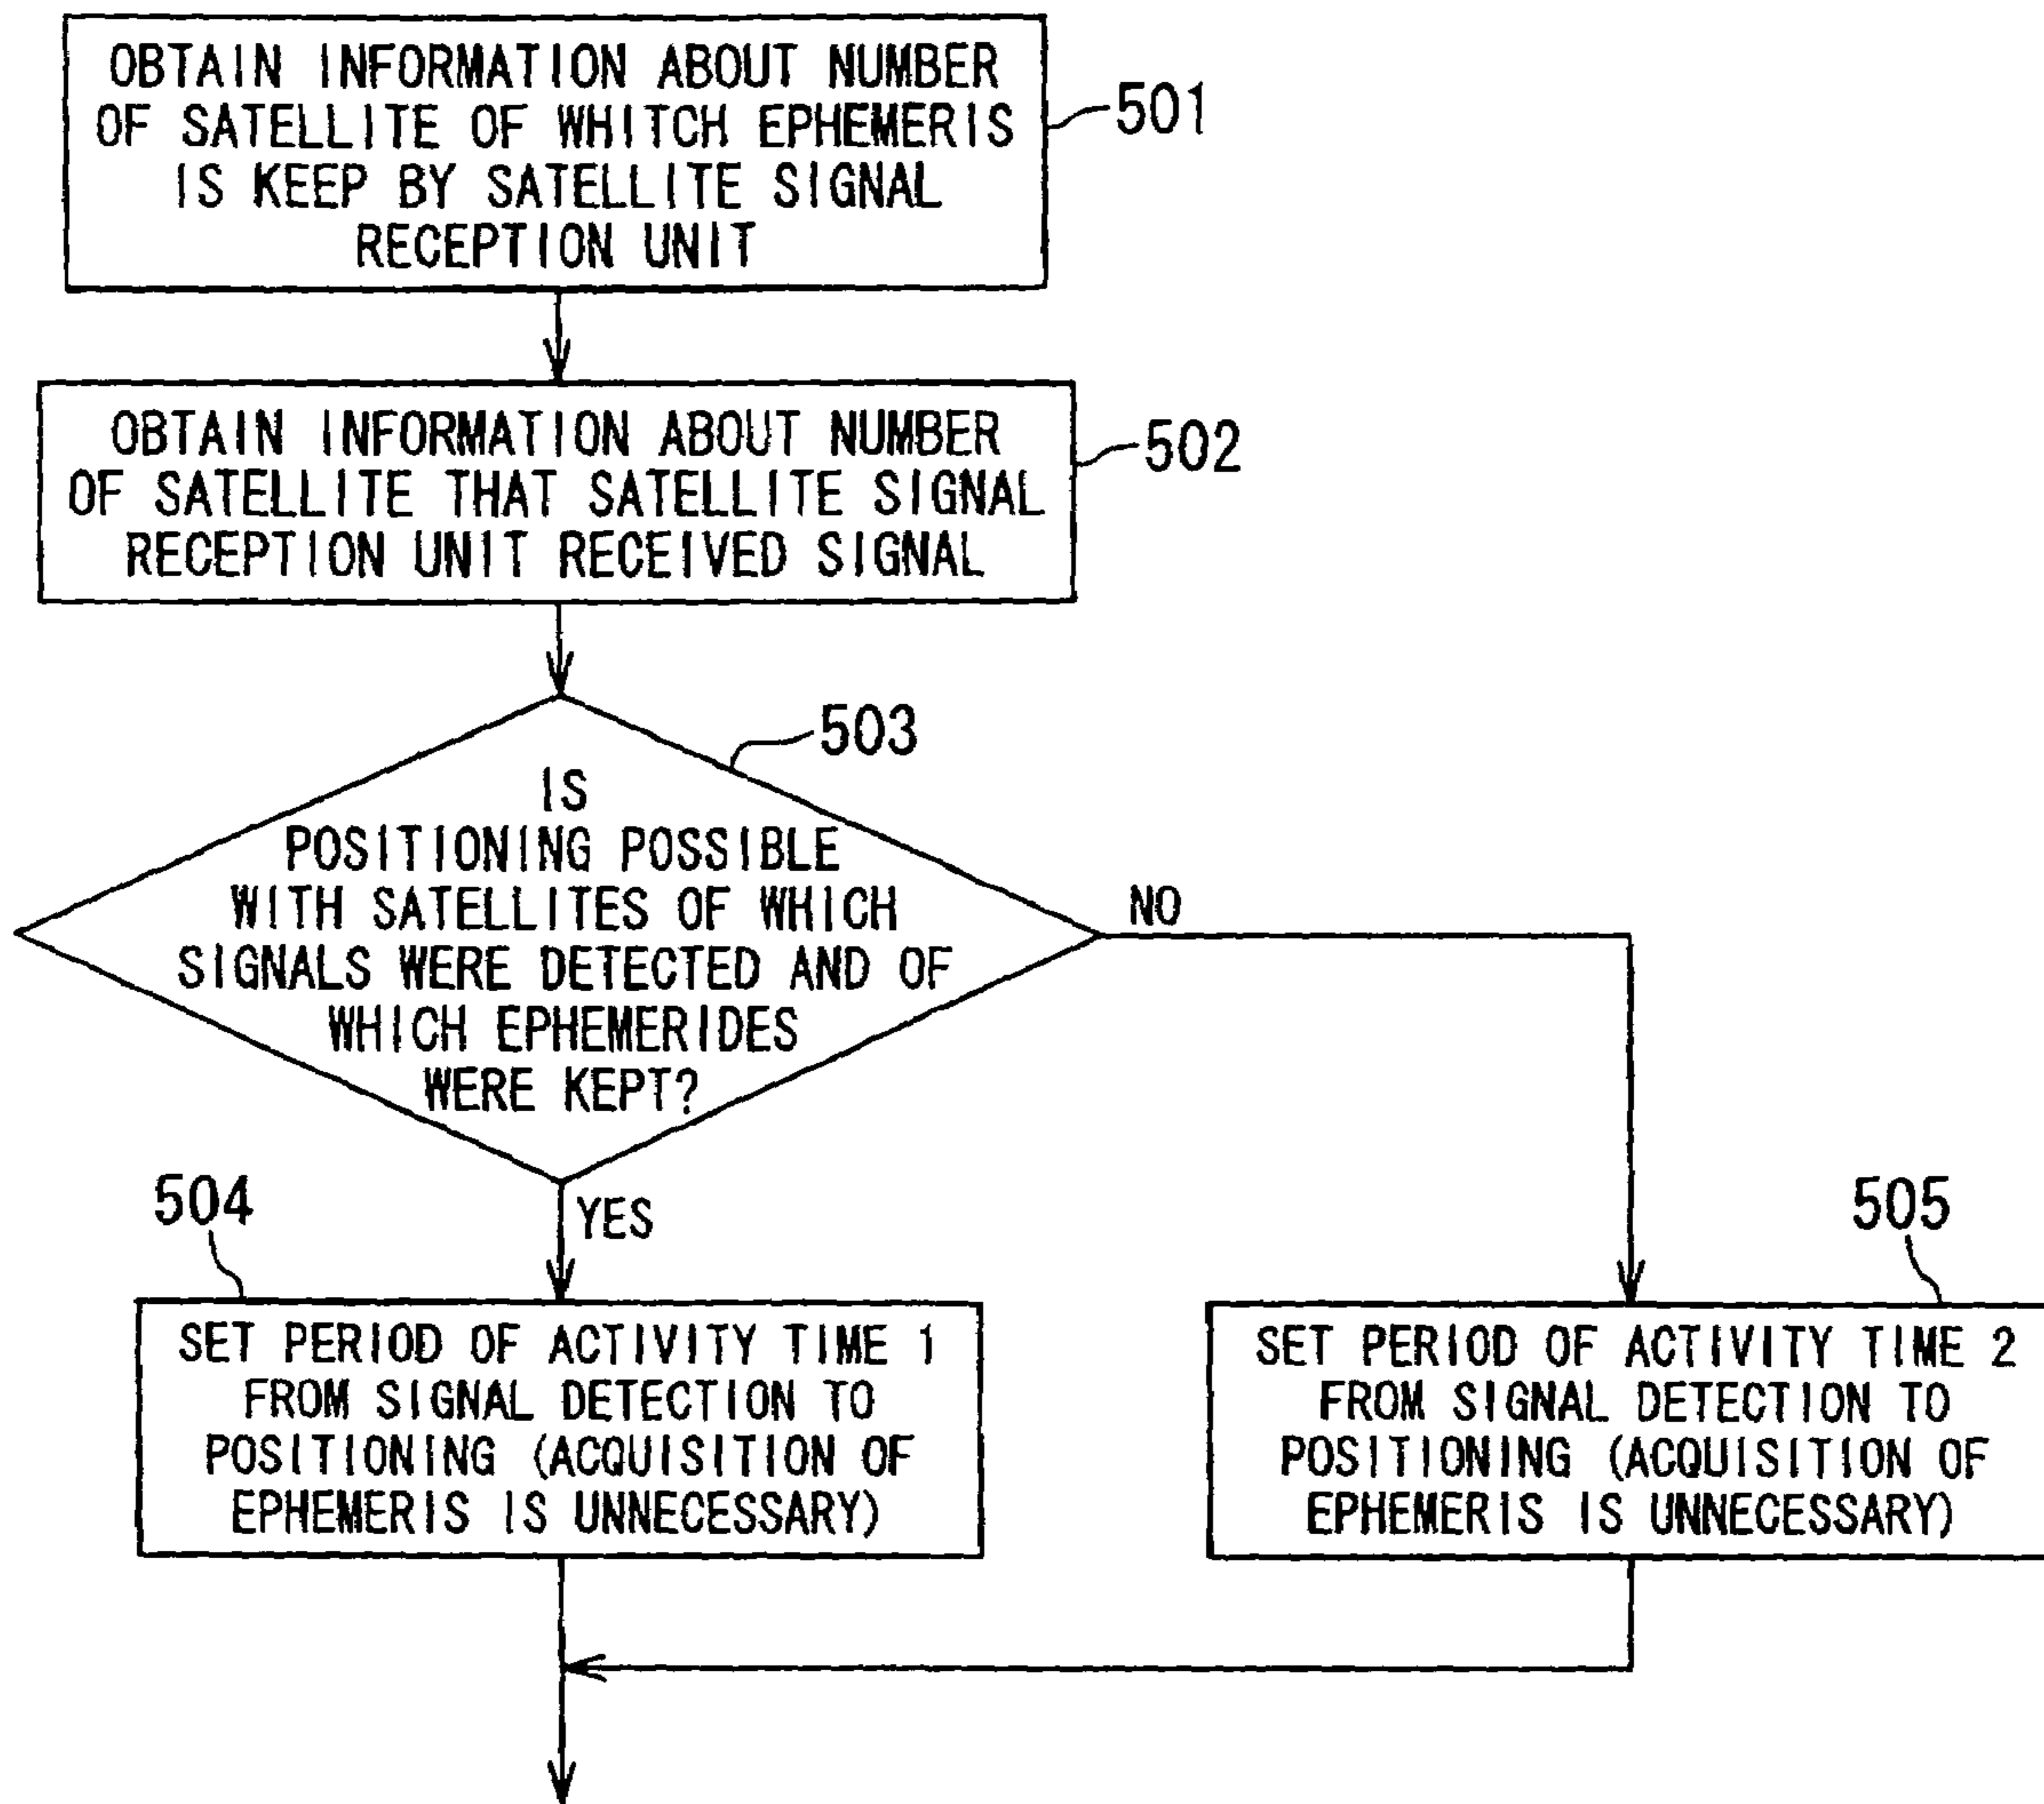 OBTAIN INFORMATION ABOUT NUMBER
OF SATELLITE OF WHITCH EPHEMERIS
IS KEEP BY SATELLITE SIGNAL
RECEPTION UNIT
501
OBTAIN INFORMATION ABOUT NUMBER
OF SATELLITE THAT SATELLITE SIGNAL
RECEPTION UNIT RECEIVED SIGNAL
502
503
IS
POSITIONING POSSIBLE
WITH SATELLITES OF WHICH
SIGNALS WERE DETECTED AND OF
WHICH EPHEMERIDES
WERE KEPT?
NO
YES
504
SET PERIOD OF ACTIVITY TIME 1
FROM SIGNAL DETECTION TO
POSITIONING (ACQUISITION OF
EPHEMERIS IS UNNECESSARY)
505
SET PERIOD OF ACTIVITY TIME 2
FROM SIGNAL DETECTION TO
POSITIONING (ACQUISITION OF
EPHEMERIS IS UNNECESSARY)